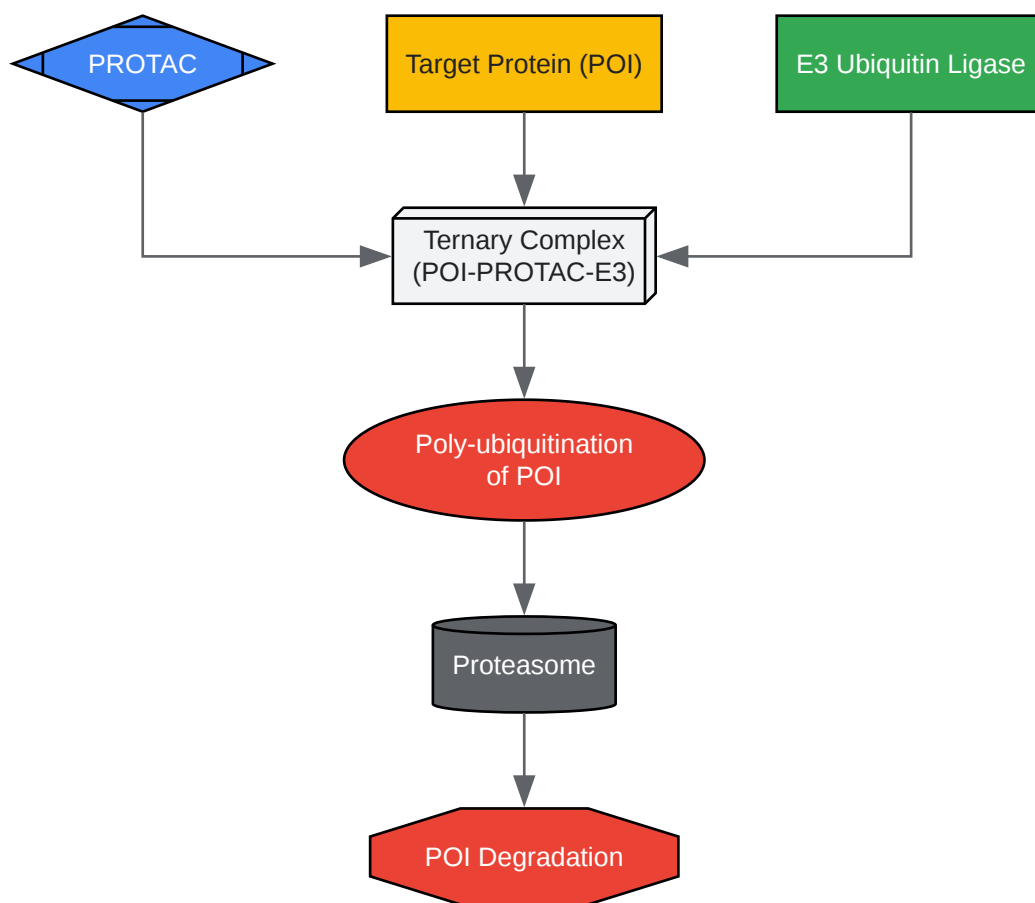 PROTAC
Target Protein (POI)
E3 Ubiquitin Ligase
Ternary Complex
(POI-PROTAC-E3)
Poly-ubiquitination
of POI
Proteasome
POI Degradation